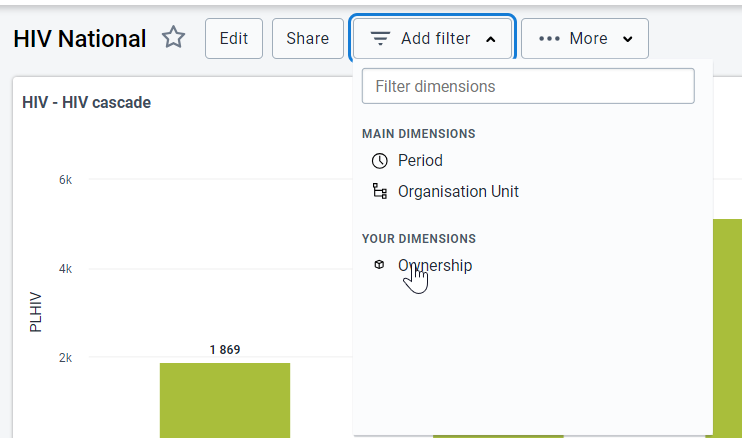 HIV National
Edit
Share
Add filter
More
Filter dimensions
HIV - HIV cascade
MAIN DIMENSIONS
Period
Organisation Unit
YOUR DIMENSIONS
Ownership
6k
4k
2k
PLHIV
1 869